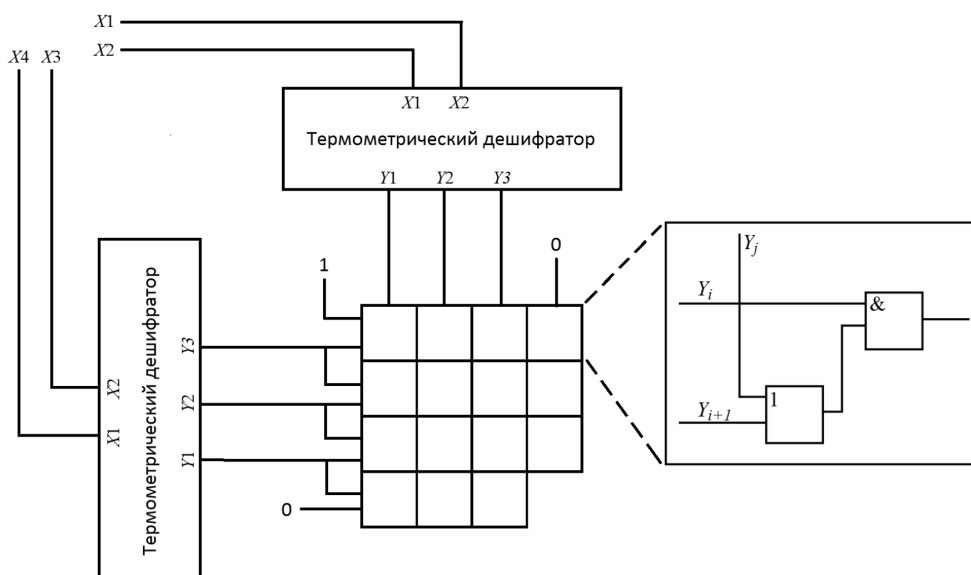 X1
X2
X4 X3
X1 X2
Термометрический дешифратор
Y1 Y2 Y3
0
1
Термометрический дешифратор
X2
X1
Y3
Y2
Y1
0
Yj
Yi
&
1
Yi+1